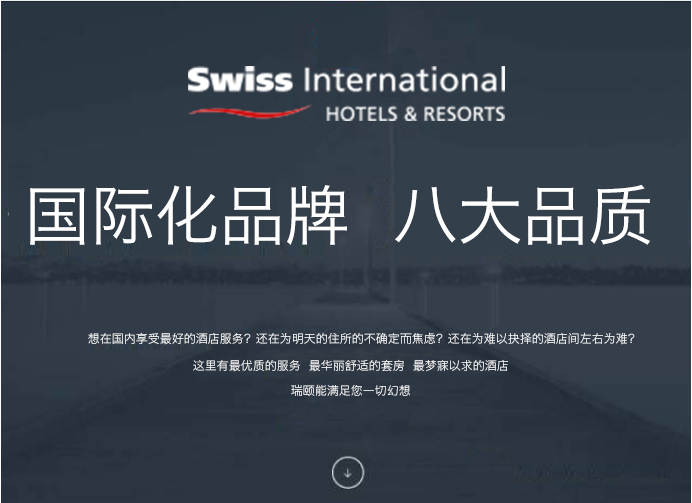 Swiss International
HOTELS & RESORTS
国际化品牌 八大品质
想在国内享受最好的酒店服务？还在为明天的住所的不确定而焦虑？还在为难以抉择的酒店间左右为难？
这里有最优质的服务 最华丽舒适的套房 最梦寐以求的酒店
瑞颐能满足您一切幻想